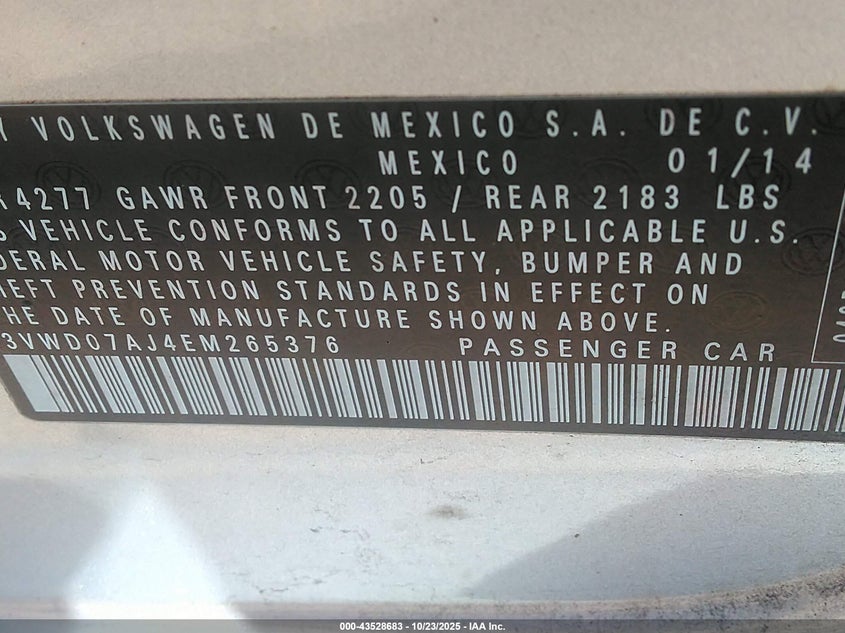 VOLKSWAGEN DE MEXICO S.A. DE C.V.
MEXICO 01/14
4277 GAWR FRONT 2205 / REAR 2183 LBS
VEHICLE CONFORMS TO ALL APPLICABLE U.S.
DERAL MOTOR VEHICLE SAFETY, BUMPER AND
EFT PREVENTION STANDARDS IN EFFECT ON
HE DATE OF MANUFACTURE SHOWN ABOVE.
3VWD07AJ4EM265376 PASSENGER CAR
000-43528683 - 10/23/2025 - IAA Inc.